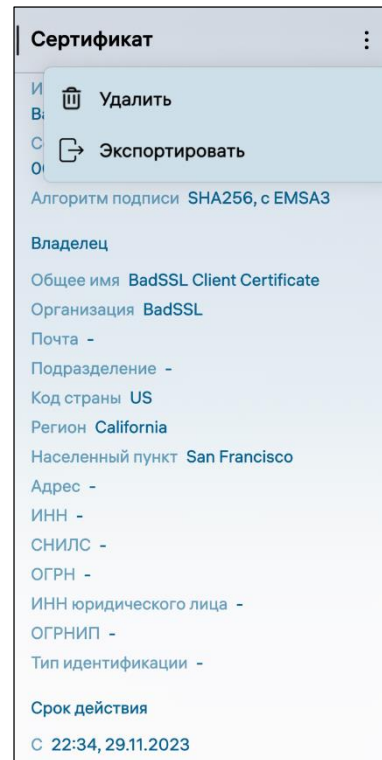 Сертификат
И
Удалить
Ba
С
Экспортировать
Алгоритм подписи SHA256, с EMSA3
Владелец
Общее имя BadSSL Client Certificate
Организация BadSSL
Почта -
Подразделение -
Код страны US
Регион California
Населенный пункт San Francisco
Адрес -
ИНН -
СНИЛС -
ОГРН -
ИНН юридического лица -
ОГРНИП -
Тип идентификации -
Срок действия
С 22:34, 29.11.2023